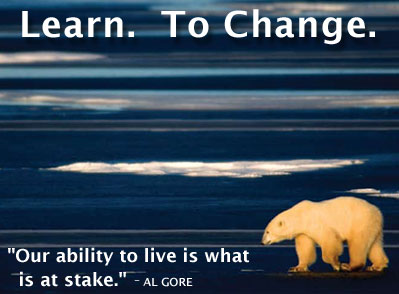 Learn.  To Change.
"Our ability to live is what
is at stake." - AL GORE